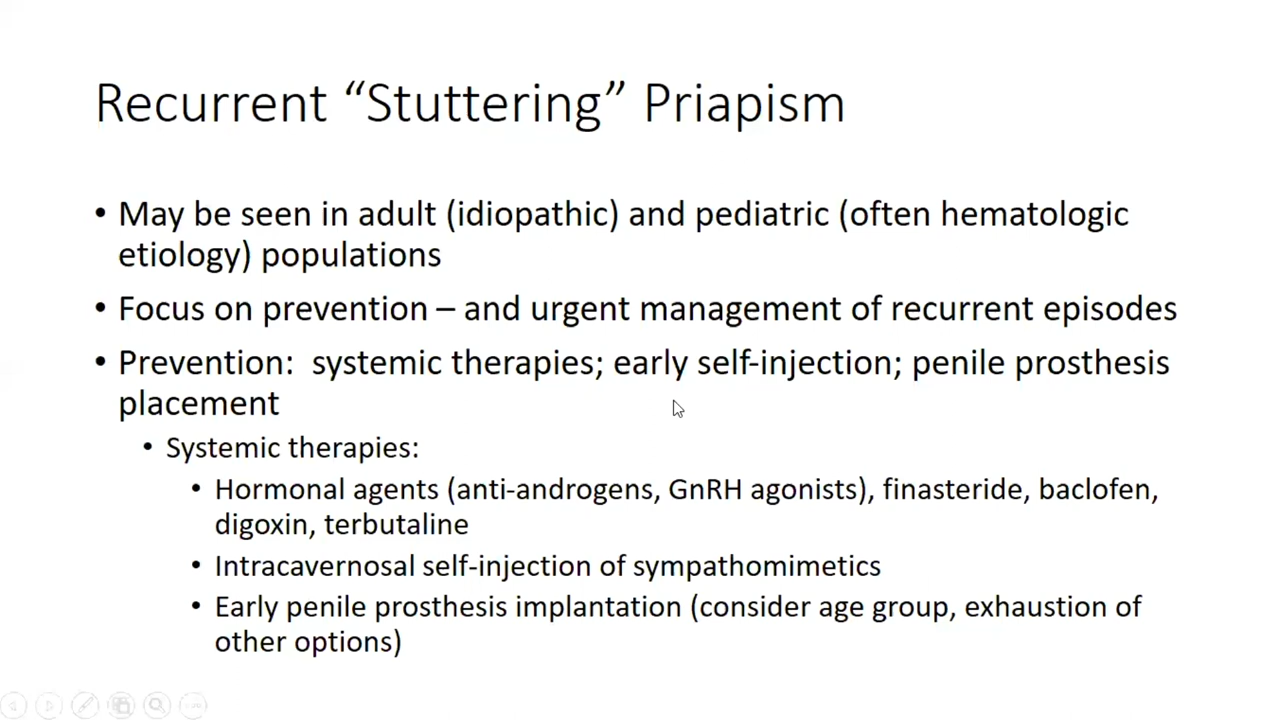 Recurrent “Stuttering” Priapism
• May be seen in adult (idiopathic) and pediatric (often hematologic
etiology) populations
• Focus on prevention – and urgent management of recurrent episodes
• Prevention:  systemic therapies; early self-injection; penile prosthesis
placement
• Systemic therapies:
• Hormonal agents (anti-androgens, GnRH agonists), finasteride, baclofen,
digoxin, terbutaline
• Intracavernosal self-injection of sympathomimetics
• Early penile prosthesis implantation (consider age group, exhaustion of
other options)